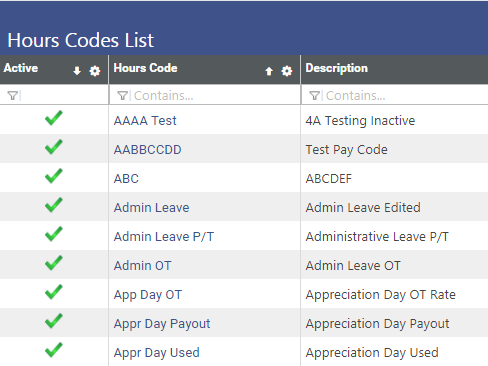 Hours Codes List
Active Hours Code Description
Contains... Contains...
AAAA Test 4A Testing Inactive
AABBCCDD Test Pay Code
ABC ABCDEF
Admin Leave Admin Leave Edited
Admin Leave P/T Administrative Leave P/T
Admin OT Admin Leave OT
App Day OT Appreciation Day OT Rate
Appr Day Payout Appreciation Day Payout
Appr Day Used Appreciation Day Used